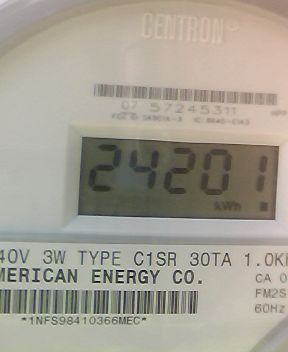 CENTRON®
07 57245311
24201
kWh
40V 3W TYPE C1SR 30TA 1.0K
MERICAN ENERGY CO.
CA 0
FM2S
60Hz
*1NFS98410366MEC*